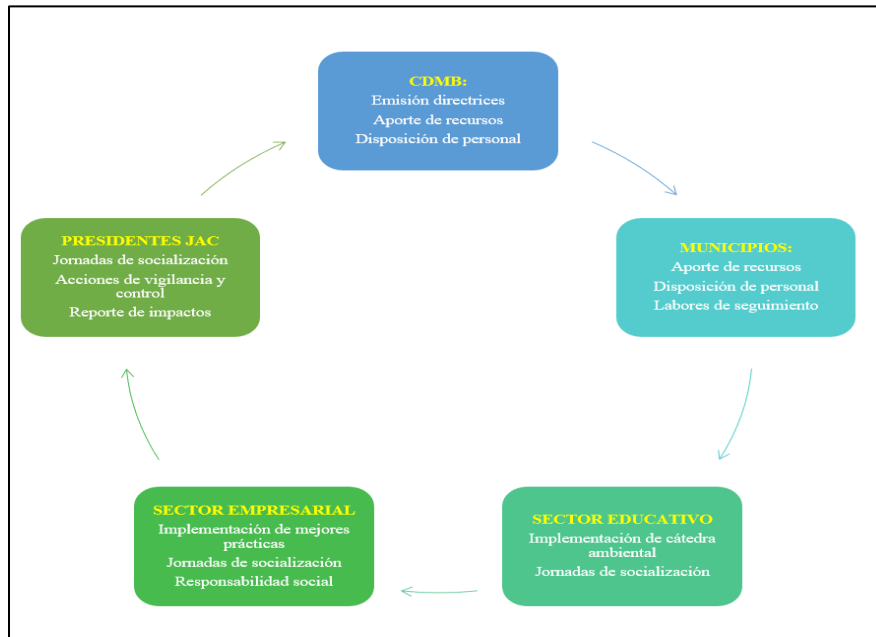 CDMB:
Emisión directrices
Aporte de recursos
Disposición de personal
MUNICIPIOS:
Aporte de recursos
Disposición de personal
Labores de seguimiento
SECTOR EDUCATIVO
Implementación de cátedra
ambiental
Jornadas de socialización
SECTOR EMPRESARIAL
Implementación de mejores
prácticas
Jornadas de socialización
Responsabilidad social
PRESIDENTES JAC
Jornadas de socialización
Acciones de vigilancia y
control
Reporte de impactos